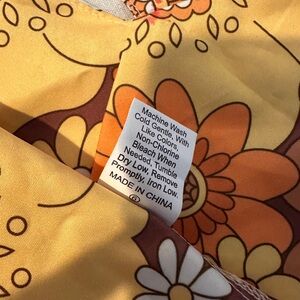 Machine Wash
Cold Gentle, With
Like Colors,
Non-Chlorine
Bleach When
Needed, Tumble
Dry Low, Remove
Promptly, Iron Low.
MADE IN CHINA